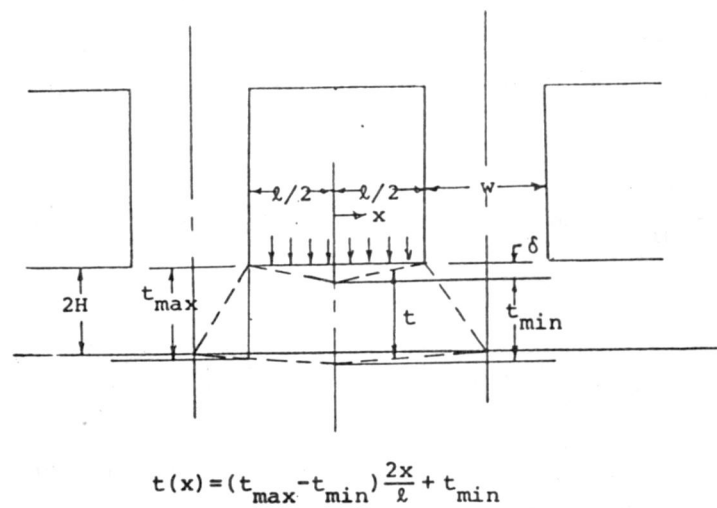 ℓ/2 ℓ/2 w
x
δ
2H t_max t t_min
t(x)=(t_max-t_min) 2x/ℓ + t_min